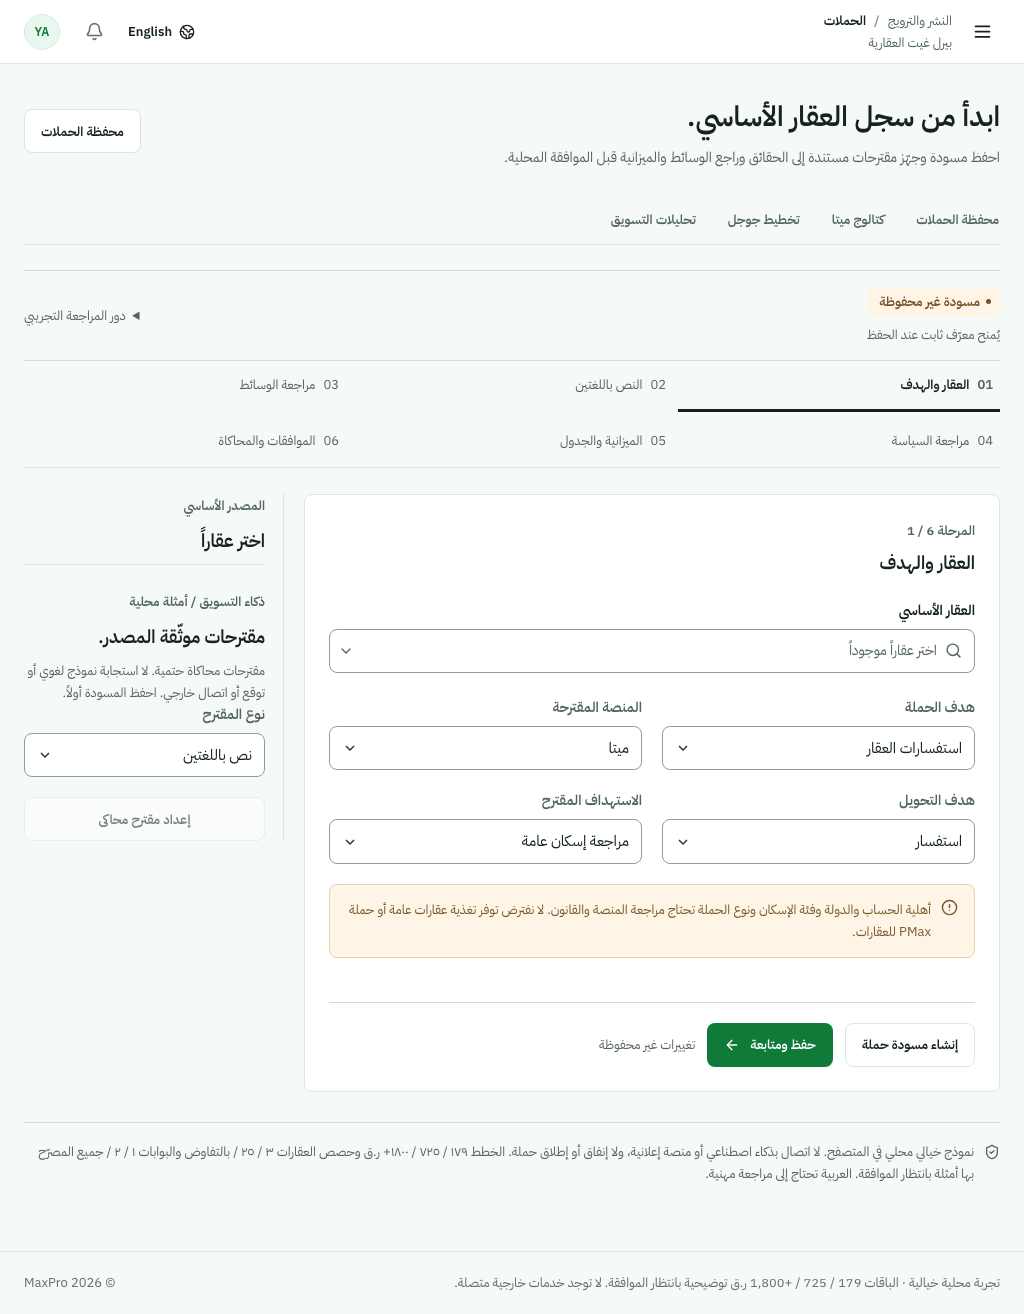 النشر والترويج / الحملات
بيرل غيت العقارية
English
YA
ابدأ من سجل العقار الأساسي.
احفظ مسودة وجهّز مقترحات مستندة إلى الحقائق وراجع الوسائط والميزانية قبل الموافقة المحلية.
محفظة الحملات
محفظة الحملات
كتالوج ميتا
تخطيط جوجل
تحليلات التسويق
مسودة غير محفوظة
يُمنح معرّف ثابت عند الحفظ
دور المراجعة التجريبي
01 العقار والهدف
02 النص باللغتين
03 مراجعة الوسائط
04 مراجعة السياسة
05 الميزانية والجدول
06 الموافقات والمحاكاة
المرحلة 6 / 1
العقار والهدف
العقار الأساسي
اختر عقاراً موجوداً
هدف الحملة
المنصة المقترحة
استفسارات العقار
ميتا
هدف التحويل
الاستهداف المقترح
استفسار
مراجعة إسكان عامة
أهلية الحساب والدولة وفئة الإسكان ونوع الحملة تحتاج مراجعة المنصة والقانون. لا نفترض توفر تغذية عقارات عامة أو حملة
PMax للعقارات.
إنشاء مسودة حملة
حفظ ومتابعة
تغييرات غير محفوظة
المصدر الأساسي
اختر عقاراً
ذكاء التسويق / أمثلة محلية
مقترحات موثّقة المصدر.
مقترحات محاكاة حتمية. لا استجابة نموذج لغوي أو
توقع أو اتصال خارجي. احفظ المسودة أولاً.
نوع المقترح
نص باللغتين
إعداد مقترح محاكى
نموذج خيالي محلي في المتصفح. لا اتصال بذكاء اصطناعي أو منصة إعلانية، ولا إنفاق أو إطلاق حملة. الخطط ١٧٩ / ٧٢٥ / ١٨٠٠+ ر.ق وحصص العقارات ٣ / ٢٥ / بالتفاوض والبوابات ١ / ٢ / جميع المصرّح
بها أمثلة بانتظار الموافقة. العربية تحتاج إلى مراجعة مهنية.
تجربة محلية خيالية · الباقات 179 / 725 / +1,800 ر.ق توضيحية بانتظار الموافقة. لا توجد خدمات خارجية متصلة.
© MaxPro 2026